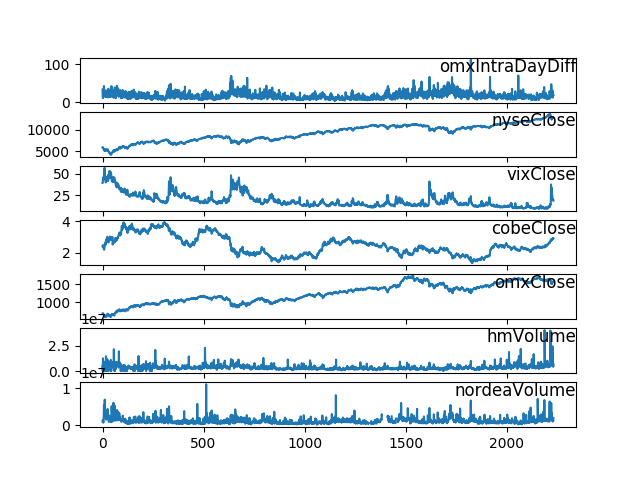 100
0
omxIntraDayDiff
10000
5000
nyseClose
50
25
vixClose
4
2
cobeClose
1500
1000
omxClose
1e7
2.5
0.0
hmVolume
1e7
1
0
nordeaVolume
0 500 1000 1500 2000